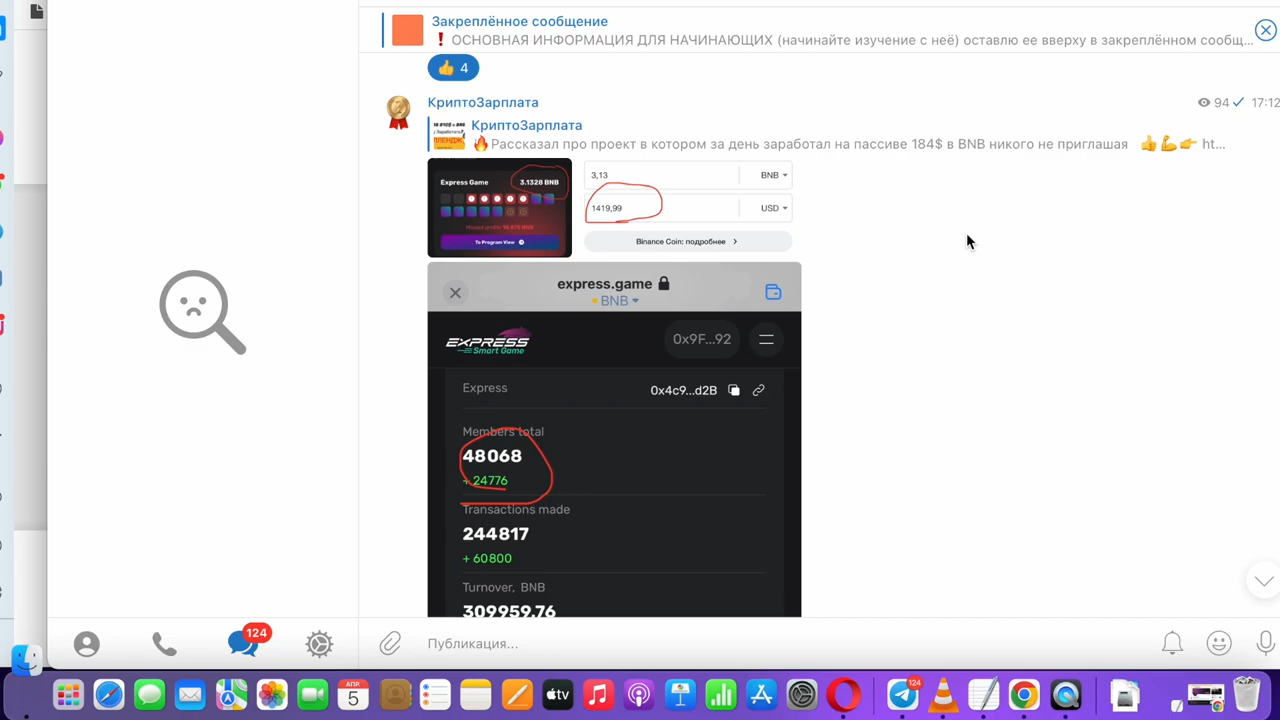 Закреплённое сообщение
❗ ОСНОВНАЯ ИНФОРМАЦИЯ ДЛЯ НАЧИНАЮЩИХ (начинайте изучение с неё) оставлю ее вверху в закреплённом сообщ...
👍 4
КриптоЗарплата
94
17:12
КриптоЗарплата
🔥Рассказал про проект в котором за день заработал на пассиве 184$ в BNB никого не приглашая 👍💪👉 ht...
Express Game
3.1328 BNB
To Program View
3,13
BNB
1419,99
USD
Binance Coin: подробнее
express.game
BNB
EXPRESS
Smart Game
0x9F...92
Express
0x4c9...d2B
Members total
48068
+ 24776
Transactions made
244817
+ 60800
Turnover, BNB
309959.76
124
Публикация...
АПР.
5
tv
124